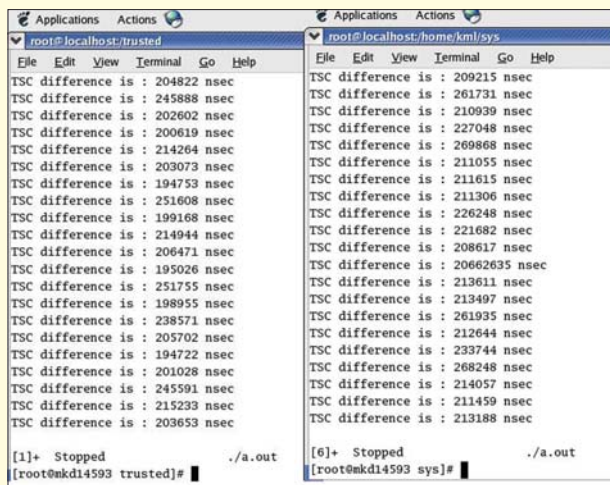 Applications Actions
root@localhost:/trusted
File Edit View Terminal Go Help
TSC difference is : 204822 nsec
TSC difference is : 245888 nsec
TSC difference is : 202602 nsec
TSC difference is : 200619 nsec
TSC difference is : 214264 nsec
TSC difference is : 203073 nsec
TSC difference is : 194753 nsec
TSC difference is : 251608 nsec
TSC difference is : 199168 nsec
TSC difference is : 214944 nsec
TSC difference is : 206471 nsec
TSC difference is : 195026 nsec
TSC difference is : 251755 nsec
TSC difference is : 198955 nsec
TSC difference is : 238571 nsec
TSC difference is : 205702 nsec
TSC difference is : 194722 nsec
TSC difference is : 201028 nsec
TSC difference is : 245591 nsec
TSC difference is : 215233 nsec
TSC difference is : 203653 nsec
[1]+ Stopped ./a.out
[root@mkd14593 trusted]#
Applications Actions
root@localhost:/home/kml/sys
File Edit View Terminal Go Help
TSC difference is : 209215 nsec
TSC difference is : 261731 nsec
TSC difference is : 210939 nsec
TSC difference is : 227048 nsec
TSC difference is : 269868 nsec
TSC difference is : 211055 nsec
TSC difference is : 211615 nsec
TSC difference is : 211306 nsec
TSC difference is : 226248 nsec
TSC difference is : 221682 nsec
TSC difference is : 208617 nsec
TSC difference is : 20662635 nsec
TSC difference is : 213611 nsec
TSC difference is : 213497 nsec
TSC difference is : 261935 nsec
TSC difference is : 212644 nsec
TSC difference is : 233744 nsec
TSC difference is : 268248 nsec
TSC difference is : 214057 nsec
TSC difference is : 211459 nsec
TSC difference is : 213188 nsec
[6]+ Stopped ./a.out
[root@mkd14593 sys]#